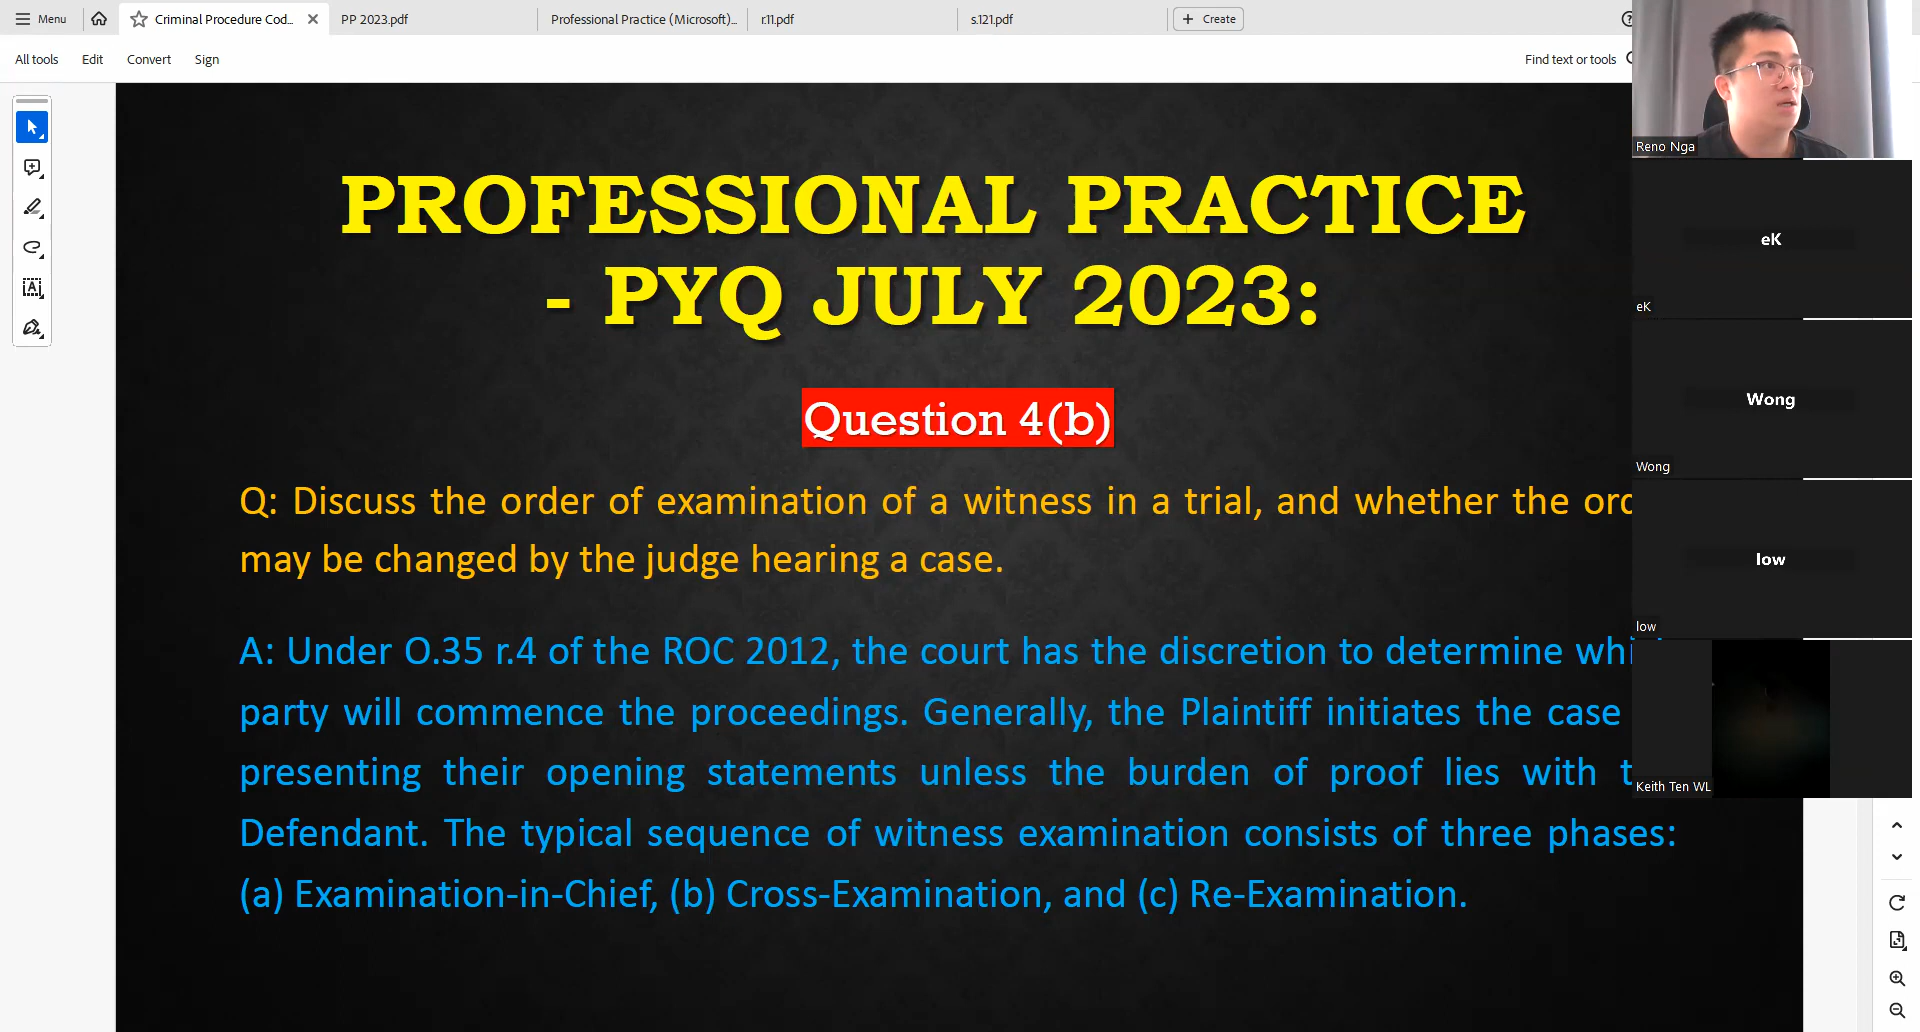 Menu
Criminal Procedure Cod...
PP 2023.pdf
Professional Practice (Microsoft)...
r.11.pdf
s.121.pdf
Create
All tools
Edit
Convert
Sign
Find text or tools
PROFESSIONAL PRACTICE
- PYQ JULY 2023:
Question 4(b)
Q: Discuss the order of examination of a witness in a trial, and whether the
may be changed by the judge hearing a case.
A: Under O.35 r.4 of the ROC 2012, the court has the discretion to determine
party will commence the proceedings. Generally, the Plaintiff initiates the case
presenting their opening statements unless the burden of proof lies with
Defendant. The typical sequence of witness examination consists of three phases:
(a) Examination-in-Chief, (b) Cross-Examination, and (c) Re-Examination.
Reno Nga
eK
eK
Wong
Wong
low
low
Keith Ten WL